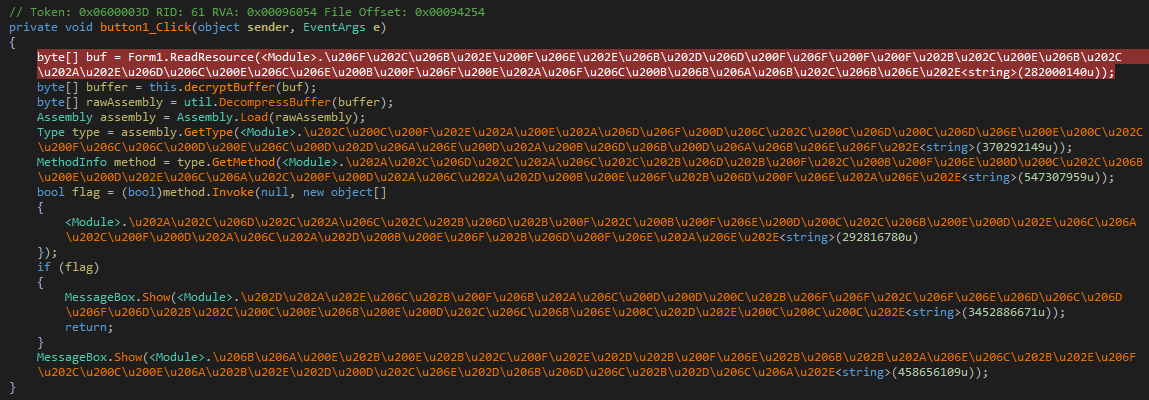 // Token: 0x0600003D RID: 61 RVA: 0x00096054 File Offset: 0x00094254
private void button1_Click(object sender, EventArgs e)
{
byte[] buf = Form1.ReadResource(<Module>.\u206F\u202C\u206B\u202E\u200F\u206E\u202E\u206B\u202D\u206D\u200F\u206F\u200F\u200F\u202B\u202C\u200E\u206B\u202C
\u202A\u202E\u206D\u206C\u200E\u206C\u206E\u200B\u200F\u206F\u200E\u202A\u206F\u206C\u200B\u206B\u206A\u206B\u202C\u206B\u206E\u202E<string>(282000140u));
byte[] buffer = this.decryptBuffer(buf);
byte[] rawAssembly = util.DecompressBuffer(buffer);
Assembly assembly = Assembly.Load(rawAssembly);
Type type = assembly.GetType(<Module>.\u202C\u200C\u200F\u202E\u202A\u200E\u202A\u206D\u206F\u200D\u206C\u202C\u200C\u206D\u200D\u206C\u206D\u206E\u200E\u200C\u202C
\u200F\u206C\u206E\u200D\u200E\u202D\u206A\u206E\u200D\u202A\u200B\u206D\u206B\u200D\u206A\u206B\u206E\u206F\u202E<string>(370292149u));
MethodInfo method = type.GetMethod(<Module>.\u202A\u202C\u206D\u202C\u202A\u206C\u202C\u202B\u206D\u202B\u200F\u202C\u200B\u200F\u206E\u200D\u200C\u202C\u206B
\u200E\u200D\u202E\u206C\u206A\u202C\u200F\u200D\u202A\u206C\u202A\u202D\u200B\u200E\u206F\u202B\u206D\u200F\u206E\u202A\u206E\u202E<string>(547307959u));
bool flag = (bool)method.Invoke(null, new object[]
{
<Module>.\u202A\u202C\u206D\u202C\u202A\u206C\u202C\u202B\u206D\u202B\u200F\u202C\u200B\u200F\u206E\u200D\u200C\u202C\u206B\u200E\u200D\u202E\u206C\u206A
\u202C\u200F\u200D\u202A\u206C\u202A\u202D\u200B\u200E\u206F\u202B\u206D\u200F\u206E\u202A\u206E\u202E<string>(292816780u)
});
if (flag)
{
MessageBox.Show(<Module>.\u202D\u202A\u202E\u206C\u202B\u200F\u206B\u202A\u206C\u200D\u200D\u200C\u202B\u206F\u206F\u202C\u206F\u206E\u206D\u206C\u206D
\u206F\u206D\u202B\u202C\u200C\u200E\u206B\u200E\u200D\u202C\u206C\u206B\u206E\u200C\u202D\u202E\u200C\u200C\u200C\u202E<string>(3452886671u));
return;
}
MessageBox.Show(<Module>.\u206B\u206A\u200E\u202B\u200E\u202B\u202C\u200F\u202E\u202D\u202B\u200F\u206E\u202B\u206B\u202B\u202A\u206E\u206C\u202B\u202E\u206F
\u202C\u200C\u200E\u206A\u202B\u202E\u202D\u200D\u202C\u206E\u202D\u206B\u206D\u206C\u202B\u202D\u206C\u206A\u202E<string>(458656109u));
}